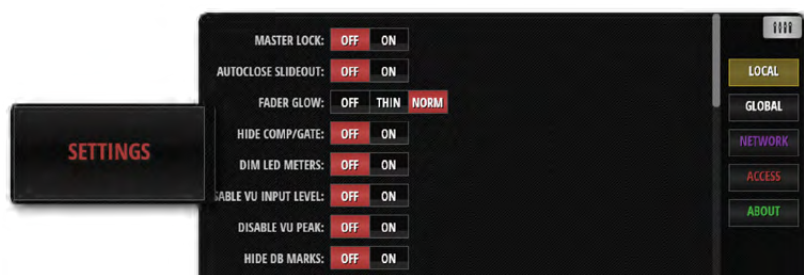 SETTINGS
MASTER LOCK: OFF ON
AUTOCLOSE SLIDEOUT: OFF ON
FADER GLOW: OFF THIN NORM
HIDE COMP/GATE: OFF ON
DIM LED METERS: OFF ON
ABLE VU INPUT LEVEL: OFF ON
DISABLE VU PEAK: OFF ON
HIDE DB MARKS: OFF ON
LOCAL
GLOBAL
NETWORK
ACCESS
ABOUT